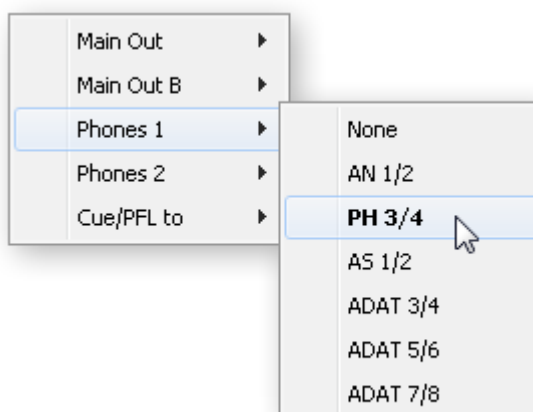 Main Out
Main Out B
Phones 1
Phones 2
Cue/PFL to
None
AN 1/2
PH 3/4
AS 1/2
ADAT 3/4
ADAT 5/6
ADAT 7/8